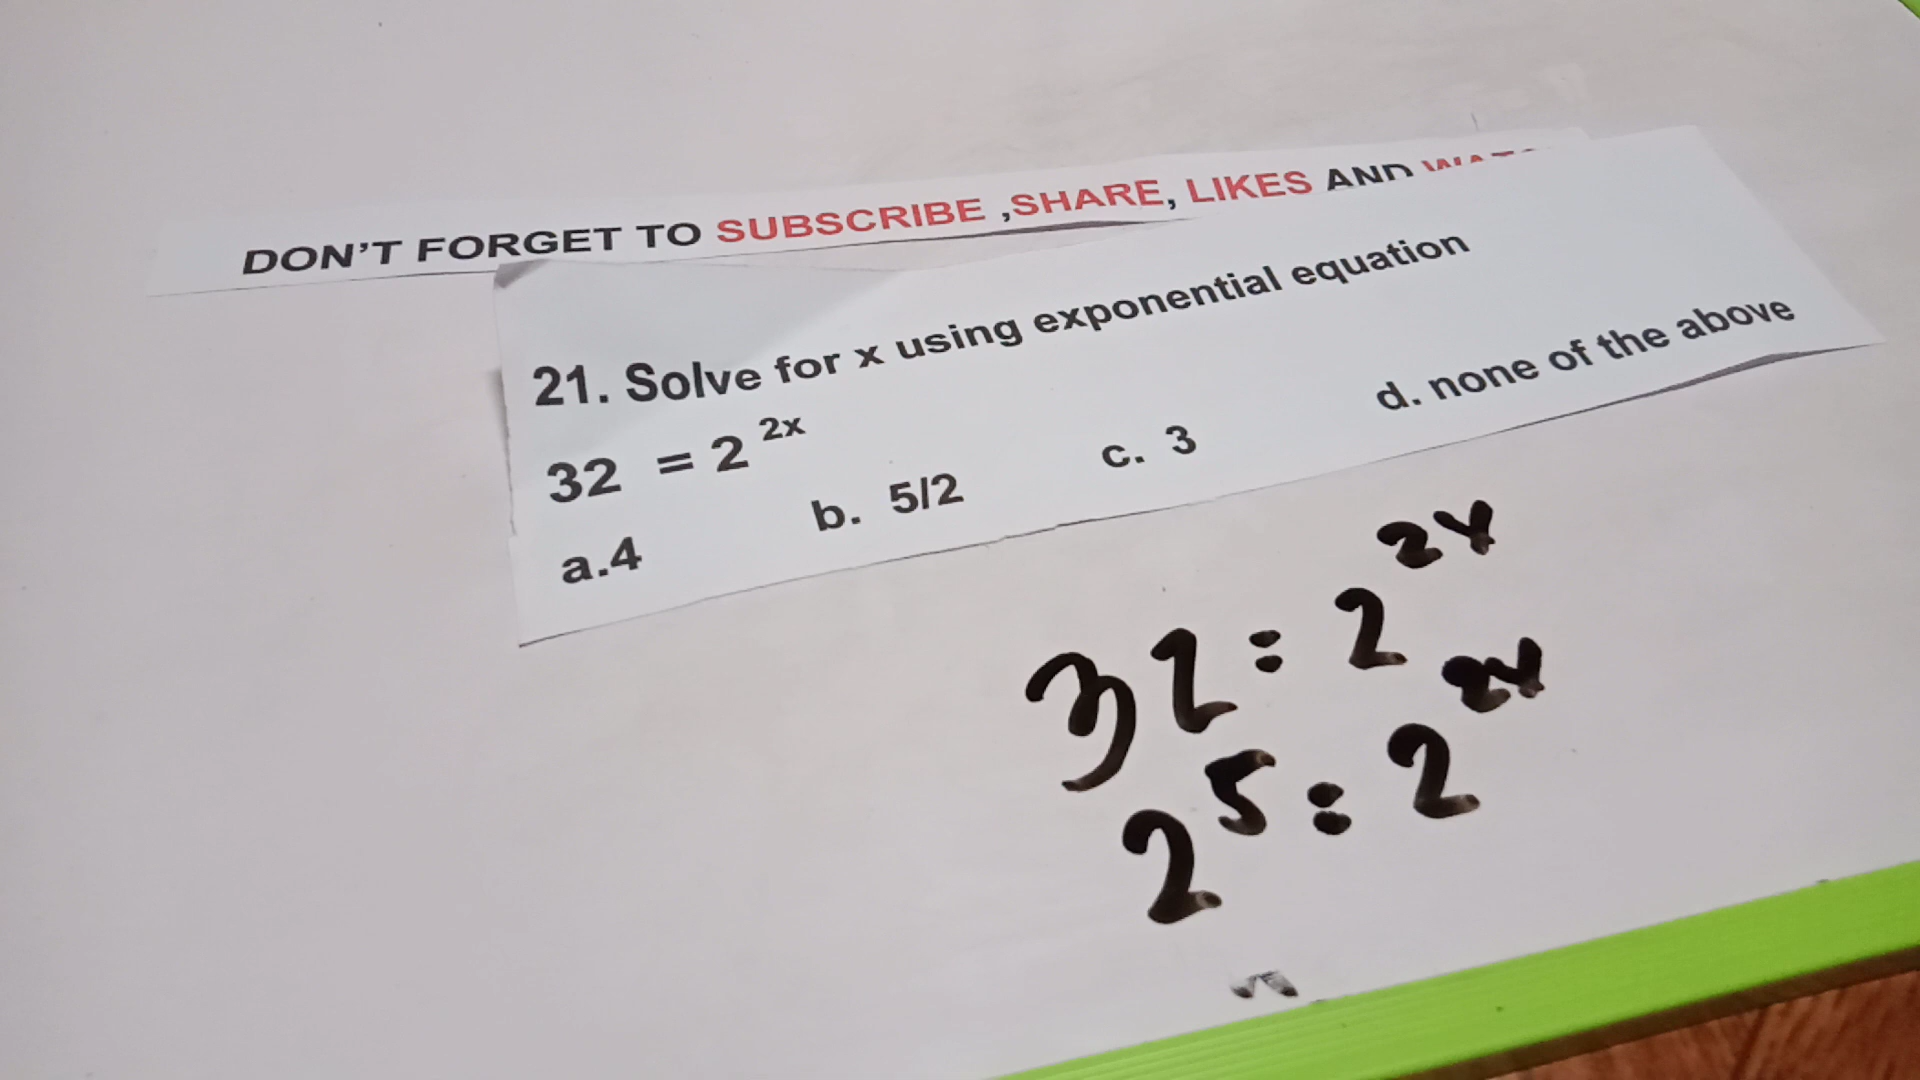 DON'T FORGET TO SUBSCRIBE ,SHARE, LIKES AND
21. Solve for x using exponential equation
32 = 2 2x
a.4 b. 5/2 c. 3 d. none of the above
32 = 2 2x
2 5 = 2 2x